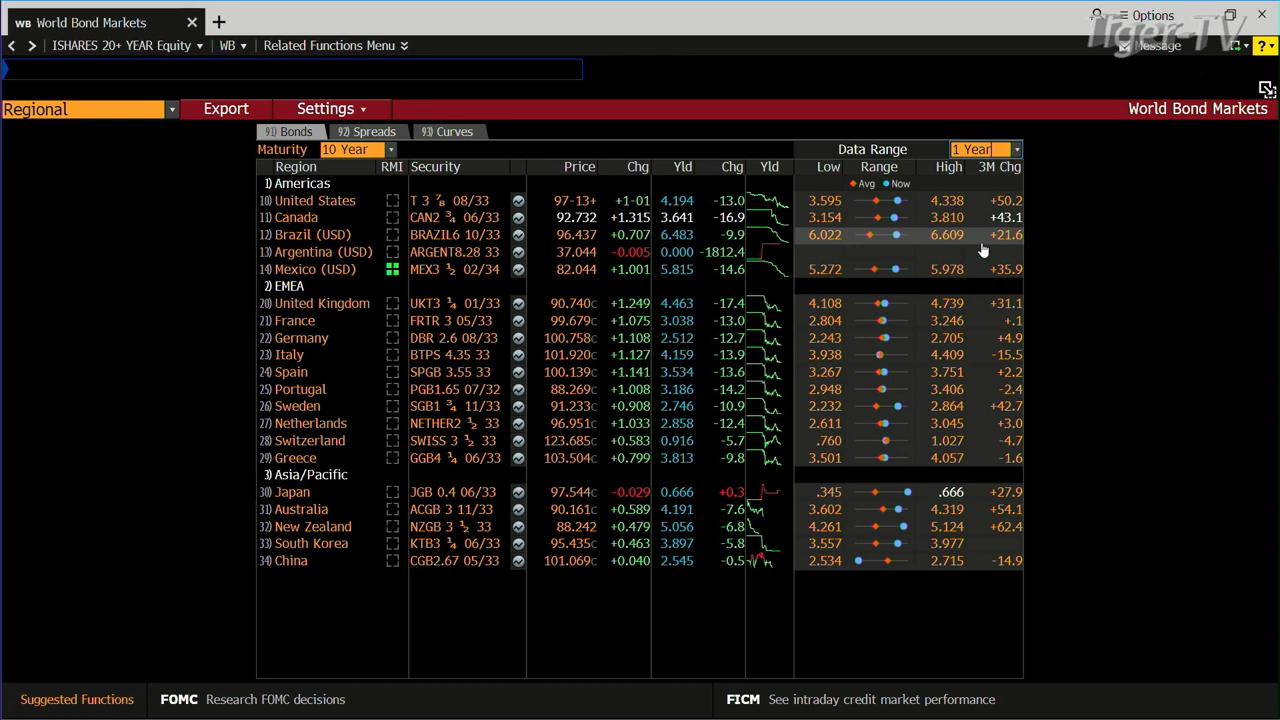 WB World Bond Markets
Options
ISHARES 20+ YEAR Equity WB Related Functions Menu
Message
Tiger-TV
?
Regional Export Settings World Bond Markets
91) Bonds 92) Spreads 93) Curves
Maturity 10 Year Data Range 1 Year
Region RMI Security Price Chg Yld Chg Yld Low Range High 3M Chg
1) Americas Avg Now
10) United States T 3 ⅞ 08/33 97-13+ +1-01 4.194 -13.0 3.595 4.338 +50.2
11) Canada CAN2 ¾ 06/33 92.732 +1.315 3.641 -16.9 3.154 3.810 +43.1
12) Brazil (USD) BRAZIL6 10/33 96.437 +0.707 6.483 -9.9 6.022 6.609 +21.6
13) Argentina (USD) ARGENT8.28 33 37.044 -0.005 0.000 -1812.4
14) Mexico (USD) MEX3 ½ 02/34 82.044 +1.001 5.815 -14.6 5.272 5.978 +35.9
2) EMEA
20) United Kingdom UKT3 ¼ 01/33 90.740c +1.249 4.463 -17.4 4.108 4.739 +31.1
21) France FRTR 3 05/33 99.679c +1.075 3.038 -13.0 2.804 3.246 +.1
22) Germany DBR 2.6 08/33 100.758c +1.108 2.512 -12.7 2.243 2.705 +4.9
23) Italy BTPS 4.35 33 101.920c +1.127 4.159 -13.9 3.938 4.409 -15.5
24) Spain SPGB 3.55 33 100.139c +1.141 3.534 -13.6 3.267 3.751 +2.2
25) Portugal PGB1.65 07/32 88.269c +1.008 3.186 -14.2 2.948 3.406 -2.4
26) Sweden SGB1 ¾ 11/33 91.233c +0.908 2.746 -10.9 2.232 2.864 +42.7
27) Netherlands NETHER2 ½ 33 96.951c +1.033 2.858 -12.4 2.611 3.045 +3.0
28) Switzerland SWISS 3 ½ 33 123.685c +0.583 0.916 -5.7 .760 1.027 -4.7
29) Greece GGB4 ¼ 06/33 103.504c +0.799 3.813 -9.8 3.501 4.057 -1.6
3) Asia/Pacific
30) Japan JGB 0.4 06/33 97.544c -0.029 0.666 +0.3 .345 .666 +27.9
31) Australia ACGB 3 11/33 90.161c +0.589 4.191 -7.6 3.602 4.319 +54.1
32) New Zealand NZGB 3 ½ 33 88.242 +0.479 5.056 -6.8 4.261 5.124 +62.4
33) South Korea KTB3 ¼ 06/33 95.435c +0.463 3.897 -5.8 3.557 3.977
34) China CGB2.67 05/33 101.069c +0.040 2.545 -0.5 2.534 2.715 -14.9
Suggested Functions FOMC Research FOMC decisions FICM See intraday credit market performance